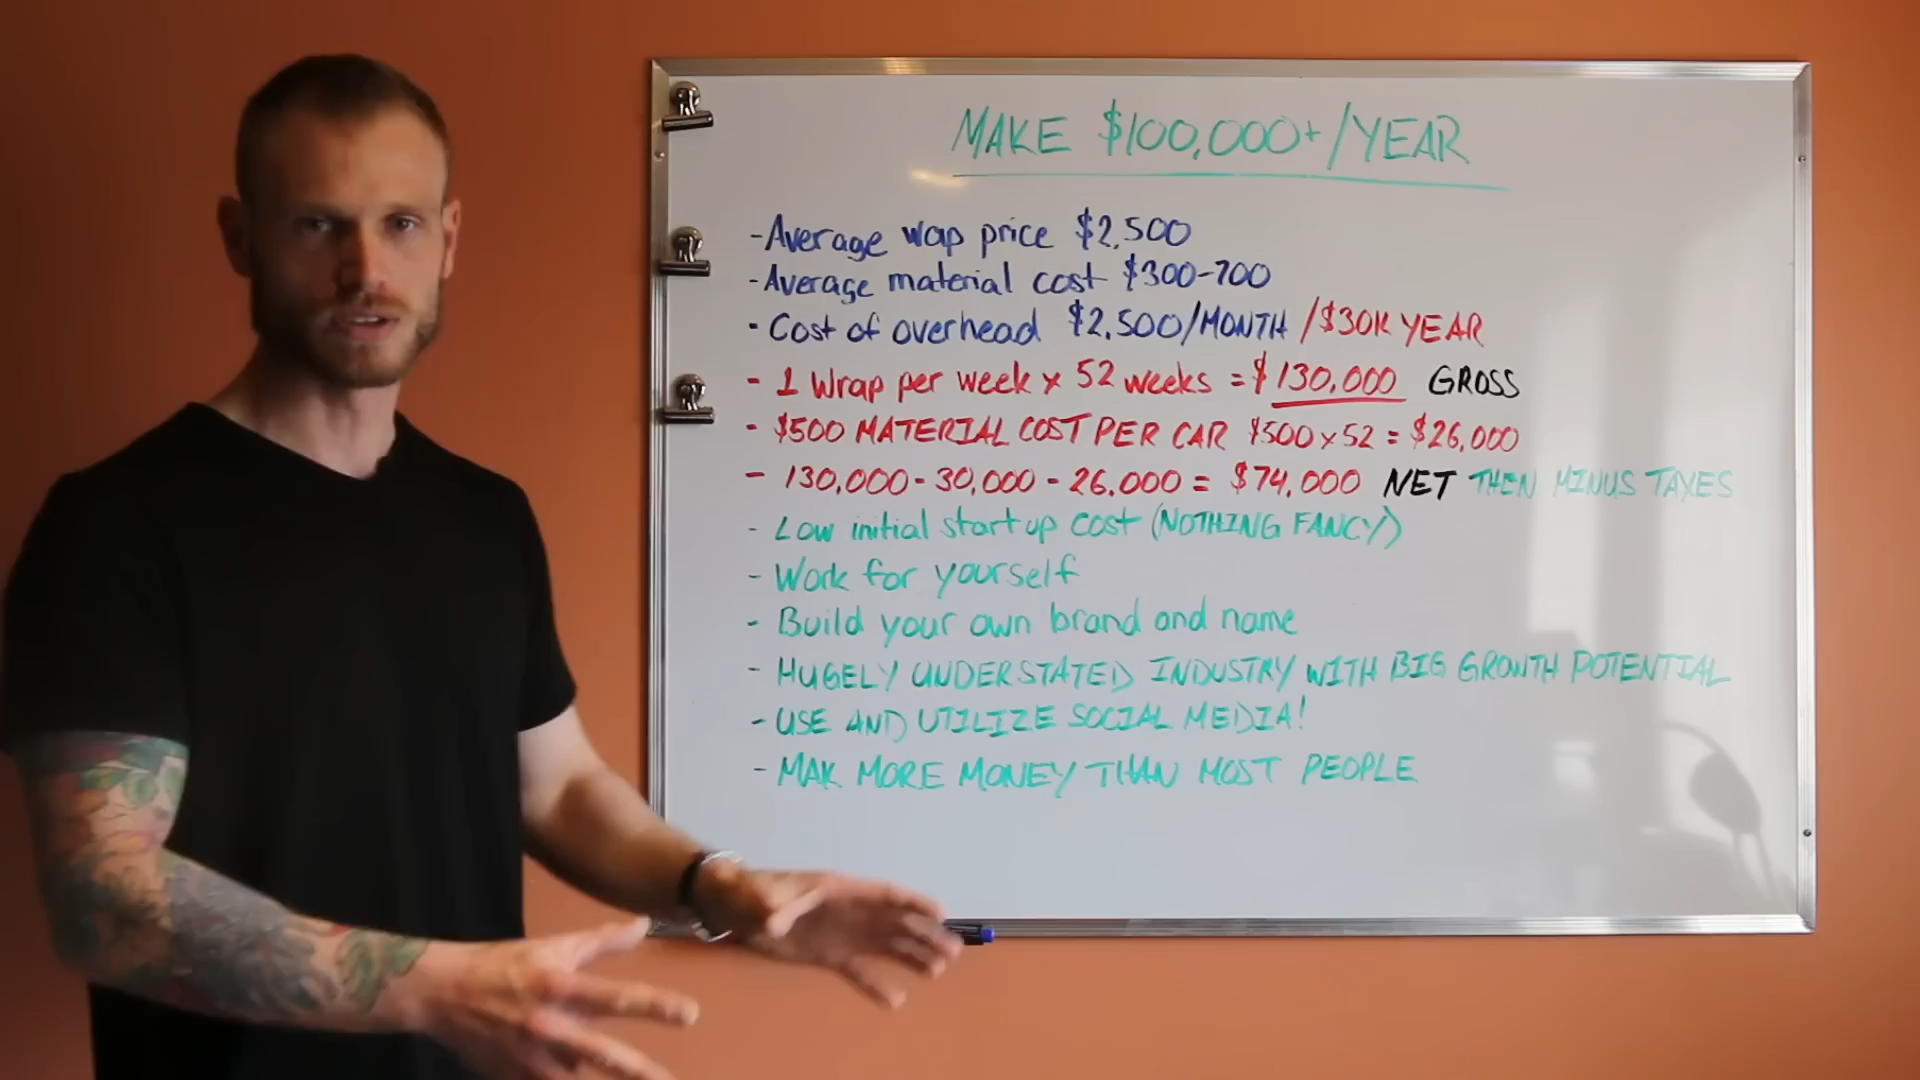 MAKE $100,000+/YEAR
-Average wap price $2,500
-Average material cost $300-700
- Cost of overhead $2,500/MONTH /$30K YEAR
- 1 Wrap per week x 52 weeks = $130,000 GROSS
- $500 MATERIAL COST PER CAR $500 x 52 = $26,000
- 130,000 - 30,000 - 26.000 = $74,000 NET THEN MINUS TAXES
- Low initial start up cost (NOTHING FANCY)
- Work for yourself
- Build your own brand and name
- HUGELY UNDERSTATED INDUSTRY WITH BIG GROWTH POTENTIAL
- USE AND UTILIZE SOCIAL MEDIA!
- MAK MORE MONEY THAN MOST PEOPLE